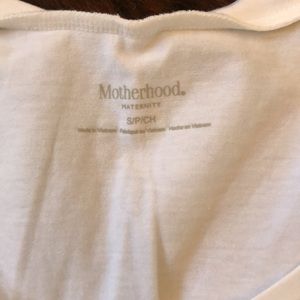 Motherhood.
MATERNITY
S/P/CH
Made in Vietnam Fabriqué au Vietnam Hecho en Vietnam